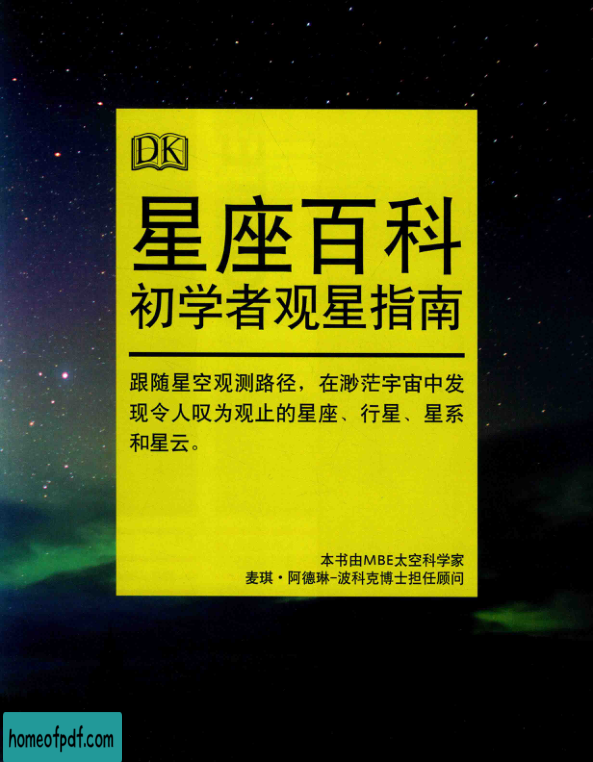 DK
星座百科
初学者观星指南
跟随星空观测路径，在渺茫宇宙中发
现令人叹为观止的星座、行星、星系
和星云。
本书由MBE太空科学家
麦琪·阿德琳-波科克博士担任顾问
homeofpdf.com